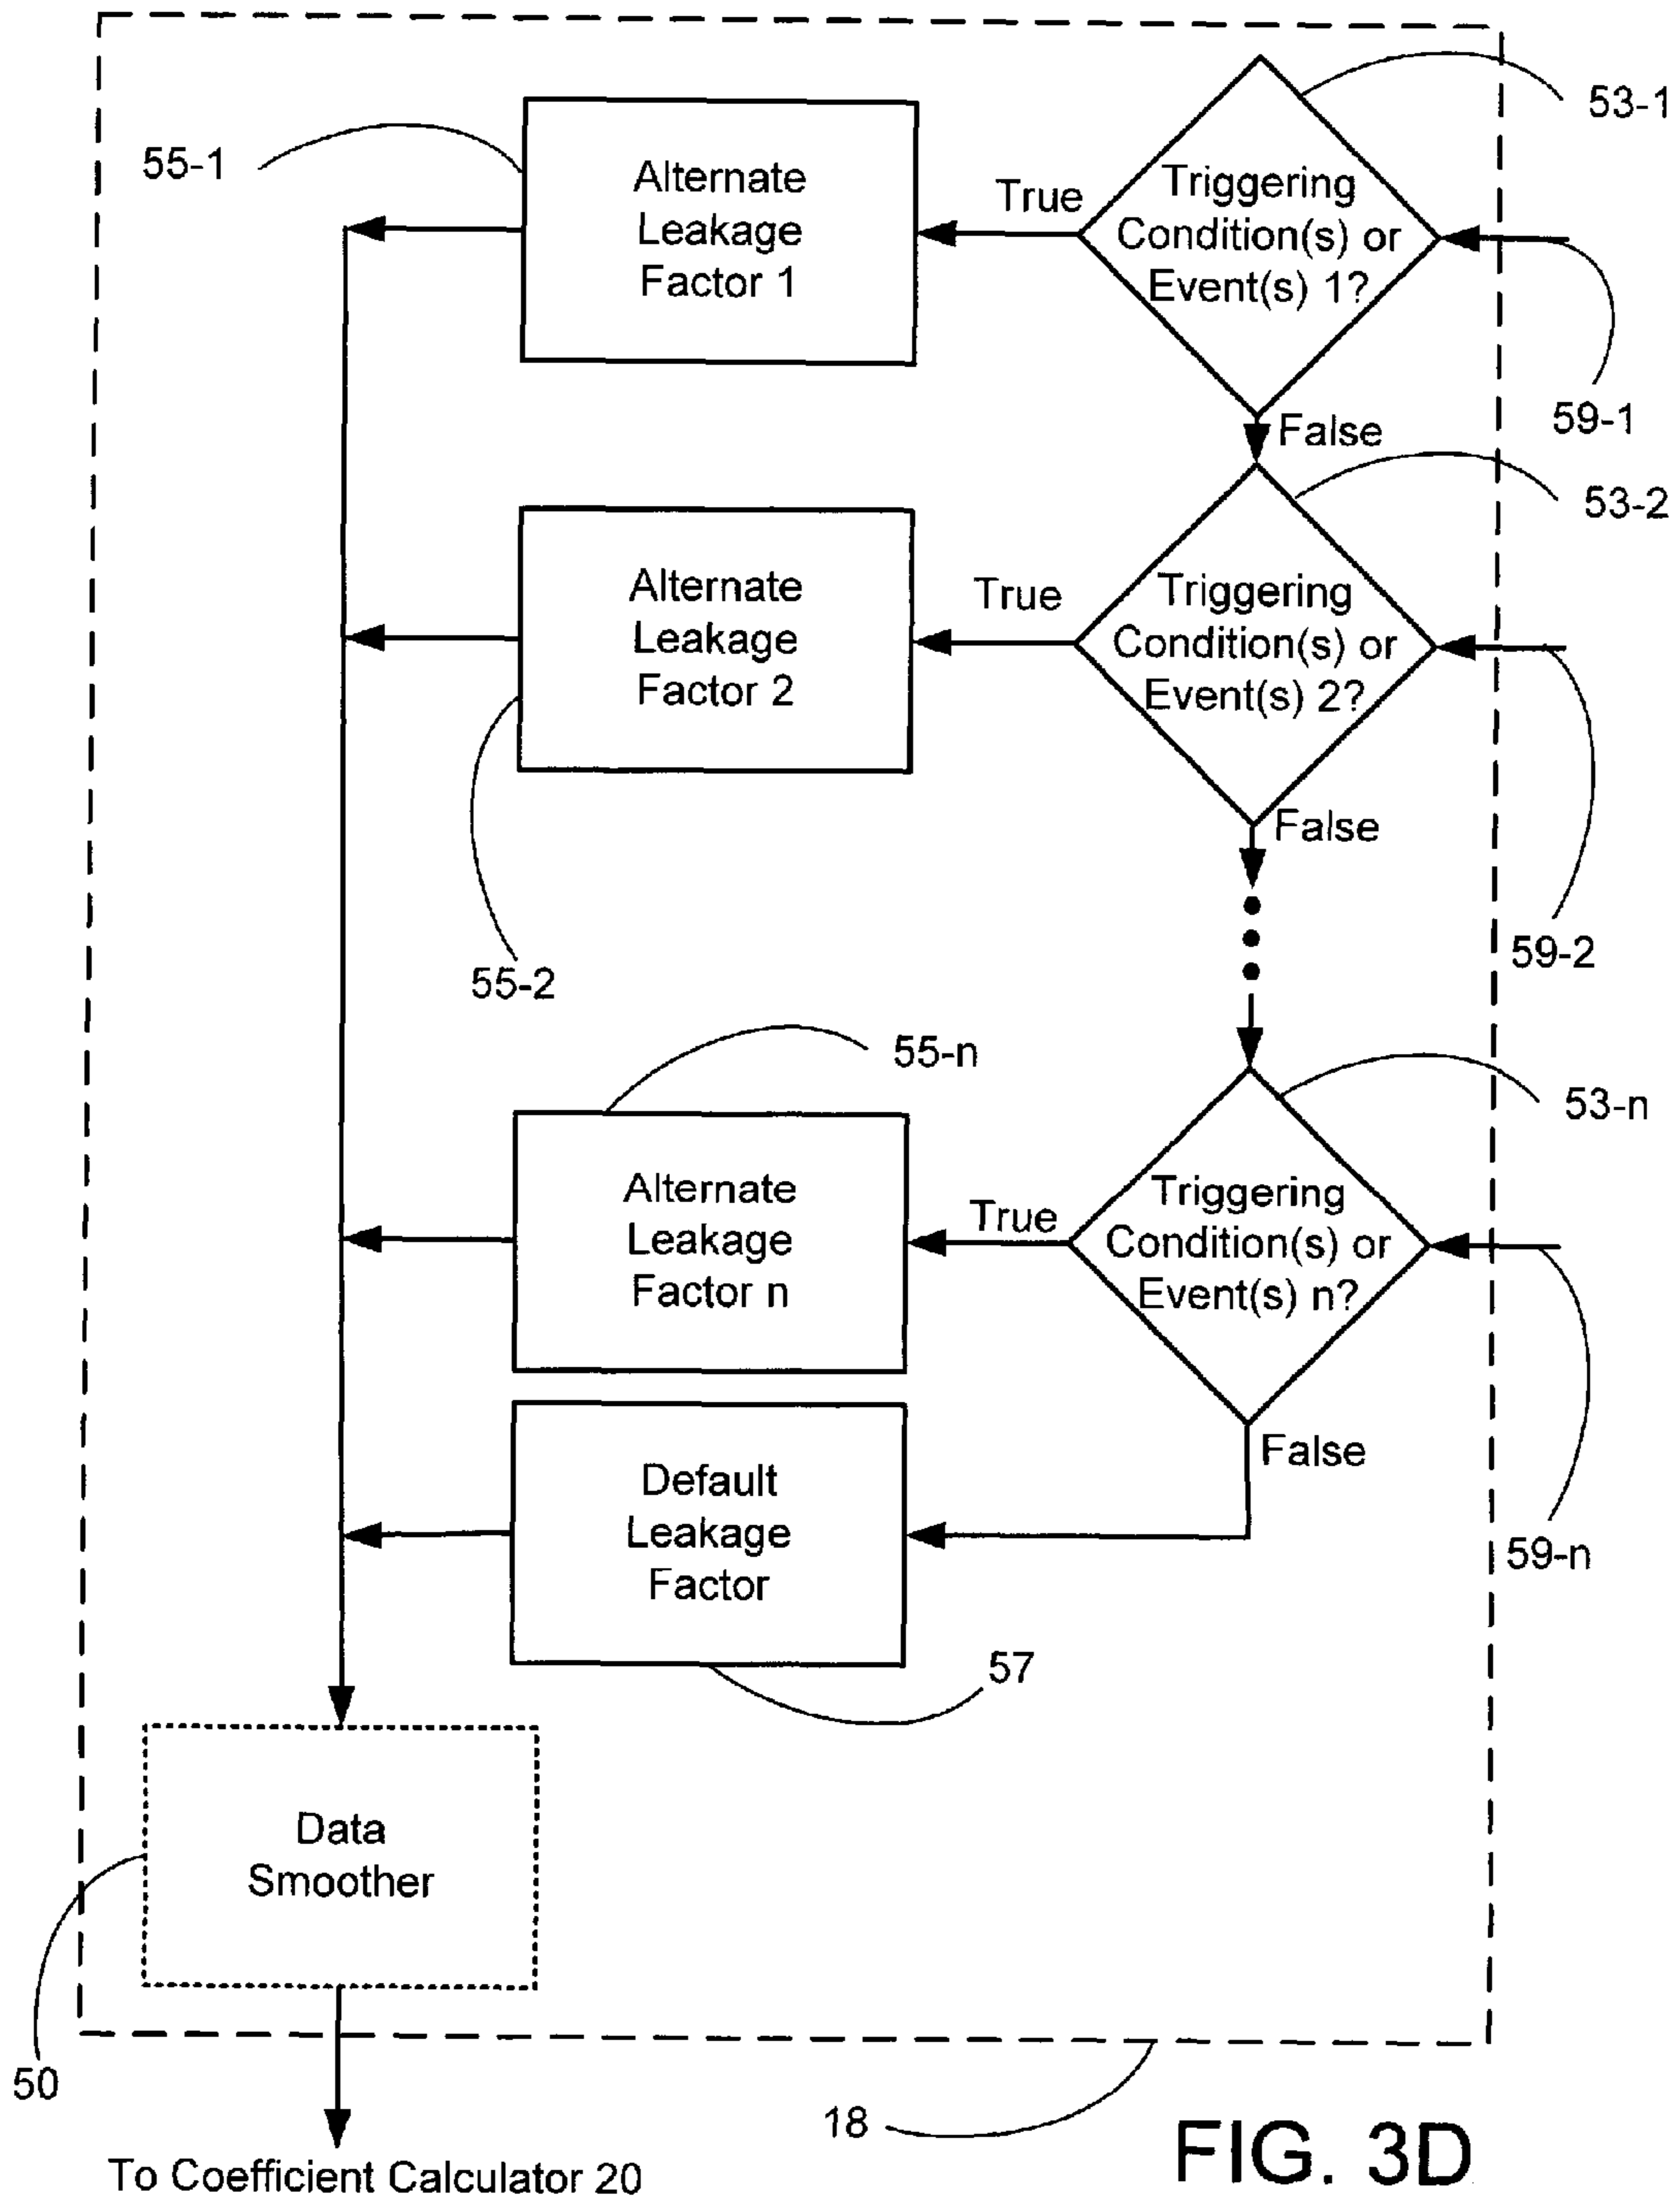 53-1
55-1
Alternate
Leakage
Factor 1
True
Triggering
Condition(s) or
Event(s) 1?
59-1
False
53-2
Alternate
Leakage
Factor 2
True
Triggering
Condition(s) or
Event(s) 2?
False
59-2
55-2
55-n
53-n
Alternate
Leakage
Factor n
True
Triggering
Condition(s) or
Event(s) n?
False
59-n
Default
Leakage
Factor
57
Data
Smoother
50
18
To Coefficient Calculator 20
FIG. 3D